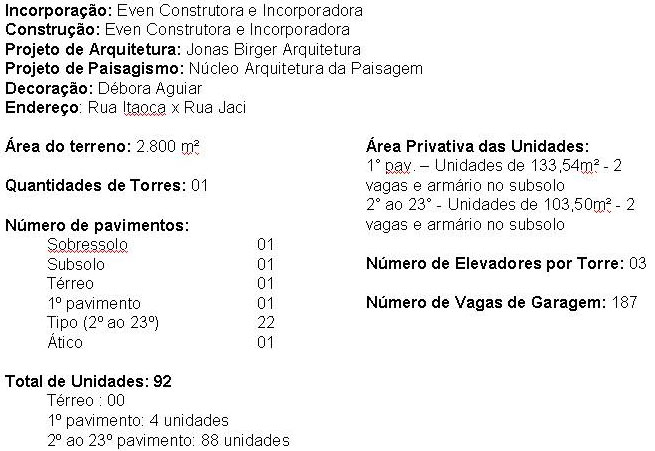 Incorporação: Even Construtora e Incorporadora
Construção: Even Construtora e Incorporadora
Projeto de Arquitetura: Jonas Birger Arquitetura
Projeto de Paisagismo: Núcleo Arquitetura da Paisagem
Decoração: Débora Aguiar
Endereço: Rua Itaoca x Rua Jaci
Área do terreno: 2.800 m²
Quantidades de Torres: 01
Número de pavimentos:
Sobressolo 01
Subsolo 01
Térreo 01
1º pavimento 01
Tipo (2º ao 23º) 22
Ático 01
Total de Unidades: 92
Térreo : 00
1º pavimento: 4 unidades
2º ao 23º pavimento: 88 unidades
Área Privativa das Unidades:
1° pav. – Unidades de 133,54m² - 2
vagas e armário no subsolo
2° ao 23° - Unidades de 103,50m² - 2
vagas e armário no subsolo
Número de Elevadores por Torre: 03
Número de Vagas de Garagem: 187